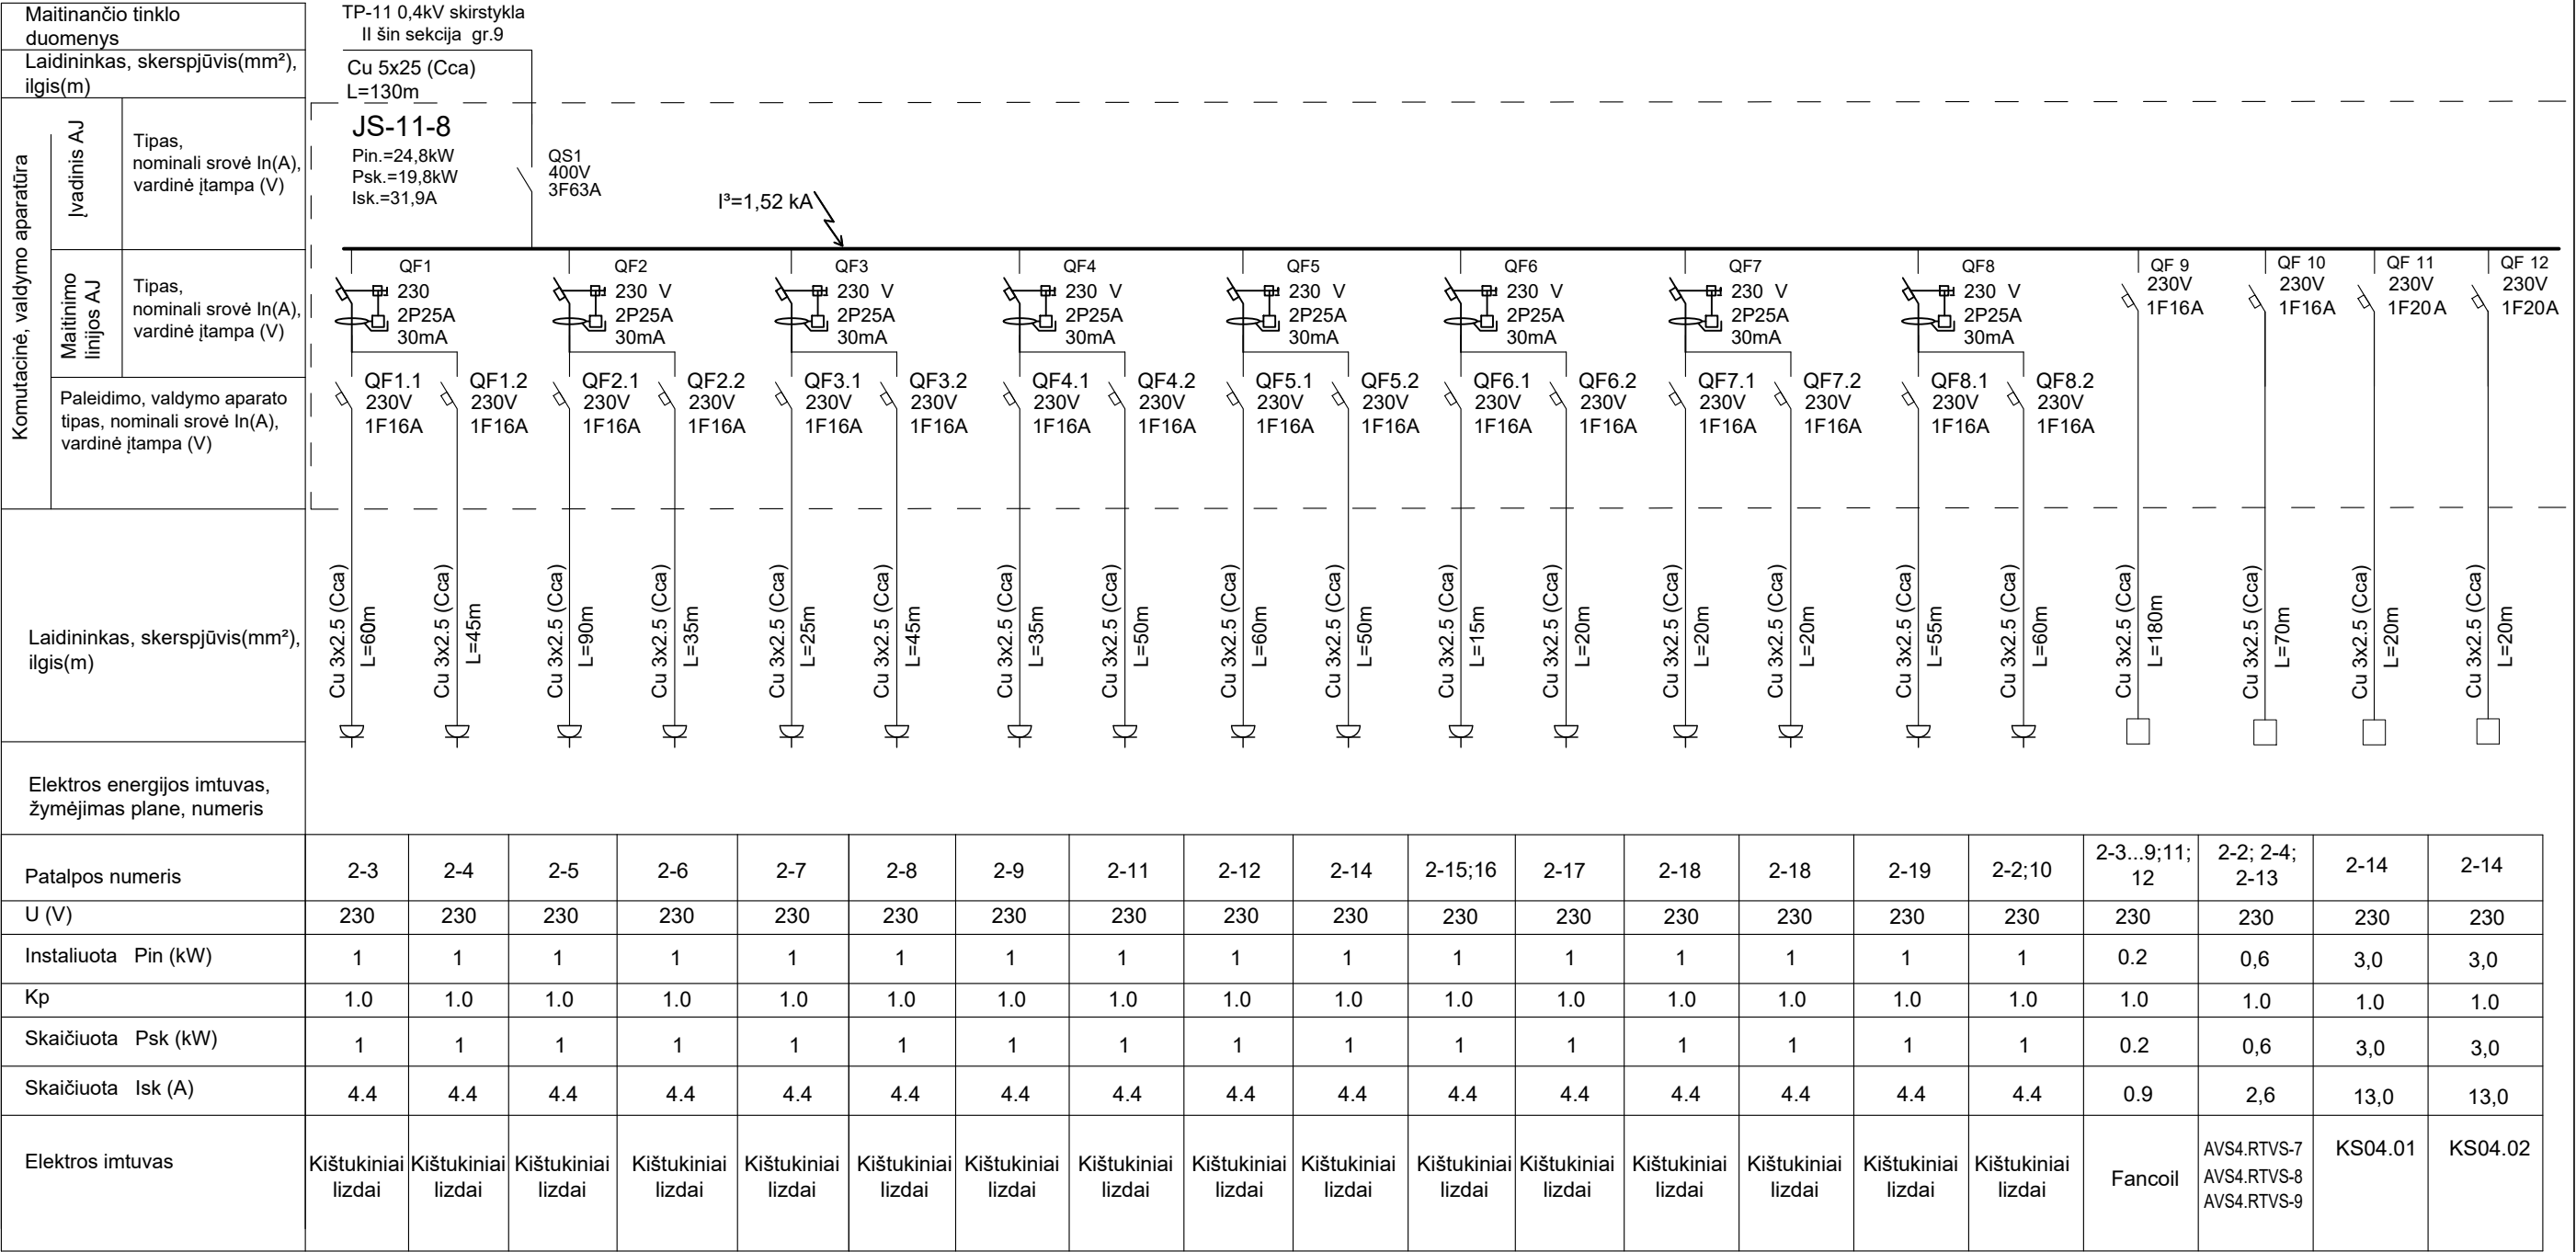 Maitinančio tinklo
duomenys
TP-11 0,4kV skirstykla
II šin sekcija gr.9
Laidininkas, skerspjūvis(mm²),
ilgis(m)
Cu 5x25 (Cca)
L=130m
Komutacinė, valdymo aparatūra
Įvadinis AJ
Tipas,
nominali srovė In(A),
vardinė įtampa (V)
JS-11-8
Pin.=24,8kW
Psk.=19,8kW
Isk.=31,9A
QS1
400V
3F63A
I³=1,52 kA
Maitinimo
linijos AJ
Tipas,
nominali srovė In(A),
vardinė įtampa (V)
QF1
230
2P25A
30mA
QF2
230 V
2P25A
30mA
QF3
230 V
2P25A
30mA
QF4
230 V
2P25A
30mA
QF5
230 V
2P25A
30mA
QF6
230 V
2P25A
30mA
QF7
230 V
2P25A
30mA
QF8
230 V
2P25A
30mA
QF 9
230V
1F16A
QF 10
230V
1F16A
QF 11
230V
1F20 A
QF 12
230V
1F20A
Paleidimo, valdymo aparato
tipas, nominali srovė In(A),
vardinė įtampa (V)
QF1.1
230V
1F16A
QF1.2
230V
1F16A
QF2.1
230V
1F16A
QF2.2
230V
1F16A
QF3.1
230V
1F16A
QF3.2
230V
1F16A
QF4.1
230V
1F16A
QF4.2
230V
1F16A
QF5.1
230V
1F16A
QF5.2
230V
1F16A
QF6.1
230V
1F16A
QF6.2
230V
1F16A
QF7.1
230V
1F16A
QF7.2
230V
1F16A
QF8.1
230V
1F16A
QF8.2
230V
1F16A
Laidininkas, skerspjūvis(mm²),
ilgis(m)
Cu 3x2.5 (Cca)
L=60m
Cu 3x2.5 (Cca)
L=45m
Cu 3x2.5 (Cca)
L=90m
Cu 3x2.5 (Cca)
L=35m
Cu 3x2.5 (Cca)
L=25m
Cu 3x2.5 (Cca)
L=45m
Cu 3x2.5 (Cca)
L=35m
Cu 3x2.5 (Cca)
L=50m
Cu 3x2.5 (Cca)
L=60m
Cu 3x2.5 (Cca)
L=50m
Cu 3x2.5 (Cca)
L=15m
Cu 3x2.5 (Cca)
L=20m
Cu 3x2.5 (Cca)
L=20m
Cu 3x2.5 (Cca)
L=20m
Cu 3x2.5 (Cca)
L=55m
Cu 3x2.5 (Cca)
L=60m
Cu 3x2.5 (Cca)
L=180m
Cu 3x2.5 (Cca)
L=70m
Cu 3x2.5 (Cca)
L=20m
Cu 3x2.5 (Cca)
L=20m
Elektros energijos imtuvas,
žymėjimas plane, numeris
Patalpos numeris 2-3 2-4 2-5 2-6 2-7 2-8 2-9 2-11 2-12 2-14 2-15;16 2-17 2-18 2-18 2-19 2-2;10 2-3...9;11; 2-2; 2-4; 2-14 2-14
12 2-13
U (V) 230 230 230 230 230 230 230 230 230 230 230 230 230 230 230 230 230 230 230 230
Instaliuota Pin (kW) 1 1 1 1 1 1 1 1 1 1 1 1 1 1 1 1 0.2 0,6 3,0 3,0
Kp 1.0 1.0 1.0 1.0 1.0 1.0 1.0 1.0 1.0 1.0 1.0 1.0 1.0 1.0 1.0 1.0 1.0 1.0 1.0 1.0
Skaičiuota Psk (kW) 1 1 1 1 1 1 1 1 1 1 1 1 1 1 1 1 0.2 0,6 3,0 3,0
Skaičiuota Isk (A) 4.4 4.4 4.4 4.4 4.4 4.4 4.4 4.4 4.4 4.4 4.4 4.4 4.4 4.4 4.4 4.4 0.9 2,6 13,0 13,0
Elektros imtuvas
Kištukiniai
lizdai
Kištukiniai
lizdai
Kištukiniai
lizdai
Kištukiniai
lizdai
Kištukiniai
lizdai
Kištukiniai
lizdai
Kištukiniai
lizdai
Kištukiniai
lizdai
Kištukiniai
lizdai
Kištukiniai
lizdai
Kištukiniai
lizdai
Kištukiniai
lizdai
Kištukiniai
lizdai
Kištukiniai
lizdai
Kištukiniai
lizdai
Kištukiniai
lizdai
Fancoil
AVS4.RTVS-7
AVS4.RTVS-8
AVS4.RTVS-9
KS04.01
KS04.02